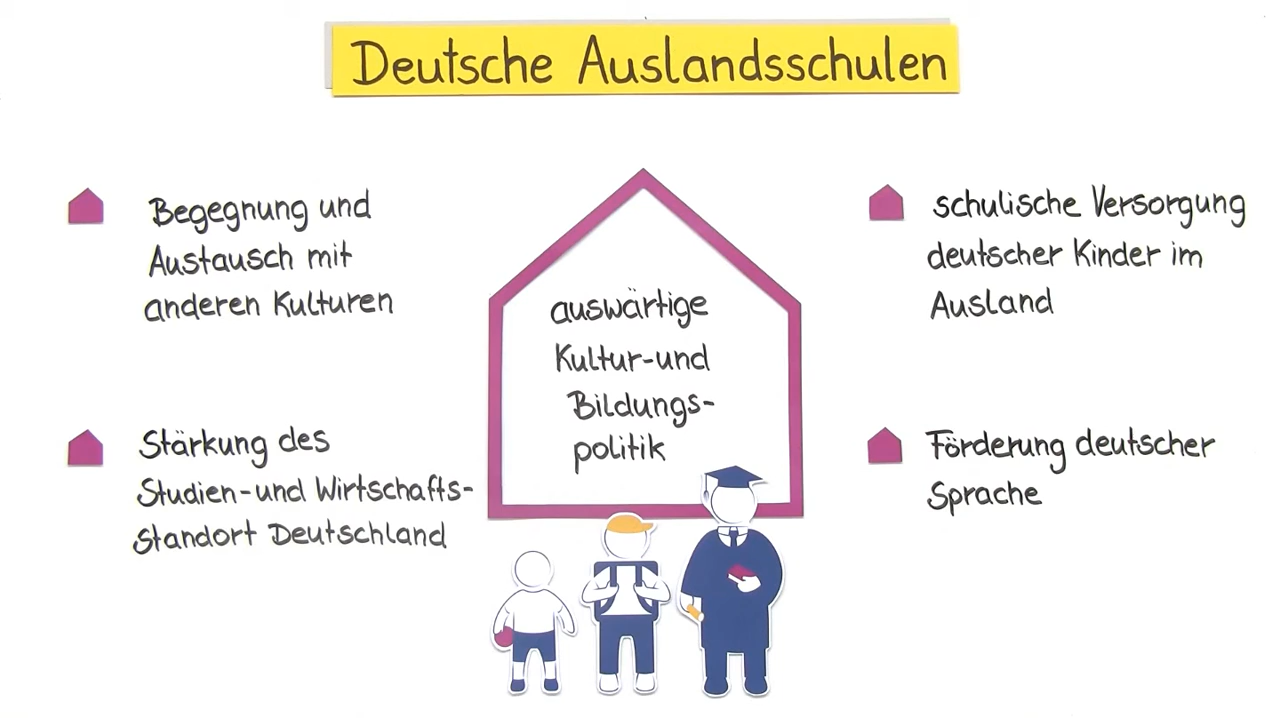 Deutsche Auslandsschulen
Begegnung und
Austausch mit
anderen Kulturen
Stärkung des
Studien- und Wirtschafts-
standort Deutschland
auswärtige
Kultur- und
Bildungs-
politik
schulische Versorgung
deutscher Kinder im
Ausland
Förderung deutscher
Sprache